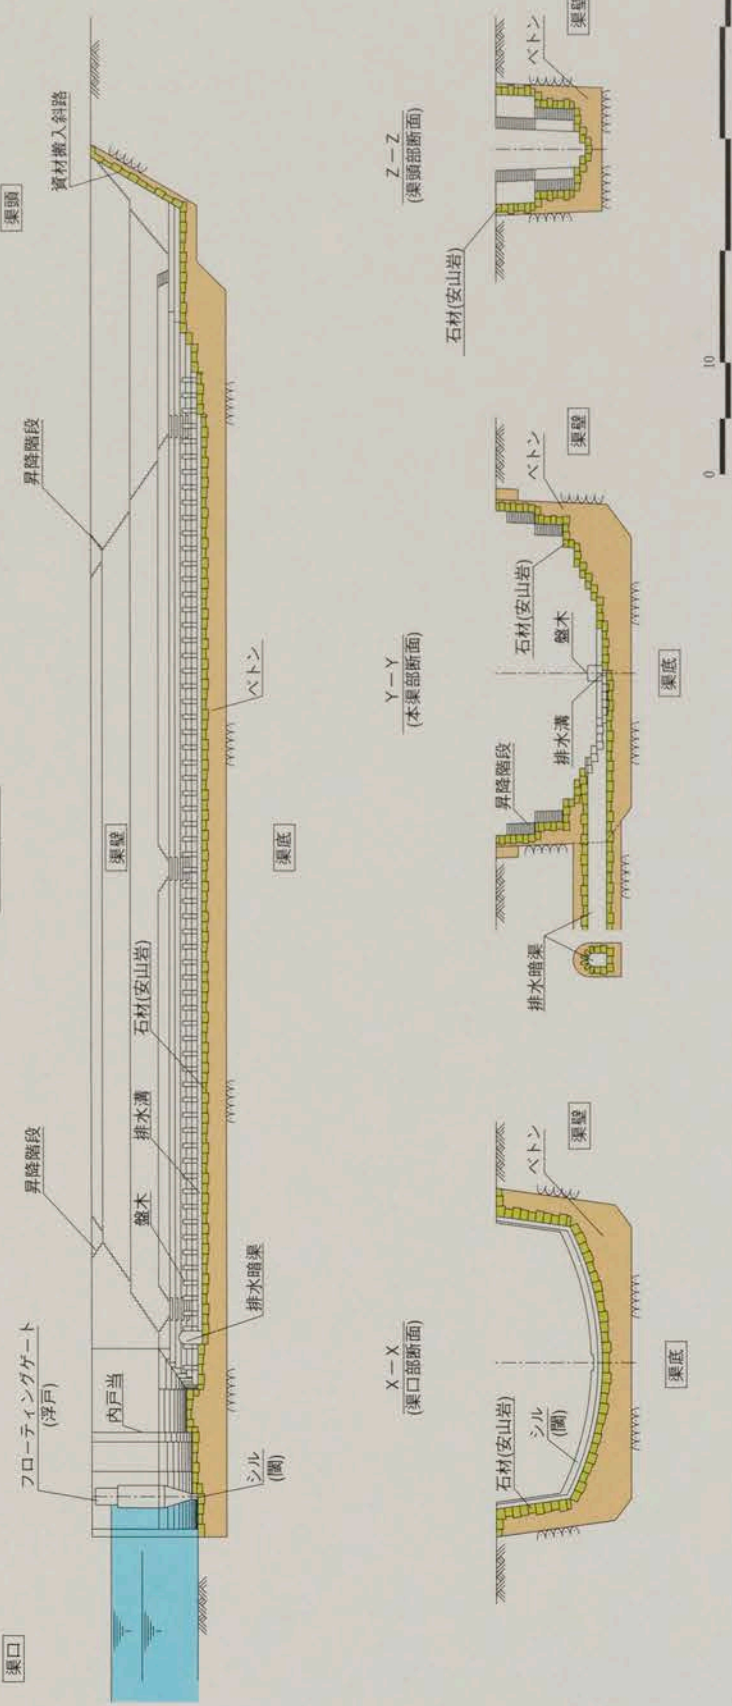 渠口
渠頭
フローティングゲート
(浮戸)
内戸当
昇降階段
昇降階段
資材搬入斜路
渠壁
盤木
排水溝
石材(安山岩)
シル
(閾)
排水暗渠
ベトン
渠底
X－X
(渠口部断面)
石材(安山岩)
シル
(閾)
ベトン
渠壁
渠底
Y－Y
(本渠部断面)
排水暗渠
昇降階段
排水溝
盤木
石材(安山岩)
ベトン
渠壁
渠底
Z－Z
(渠頭部断面)
石材(安山岩)
ベトン
渠壁
0
10